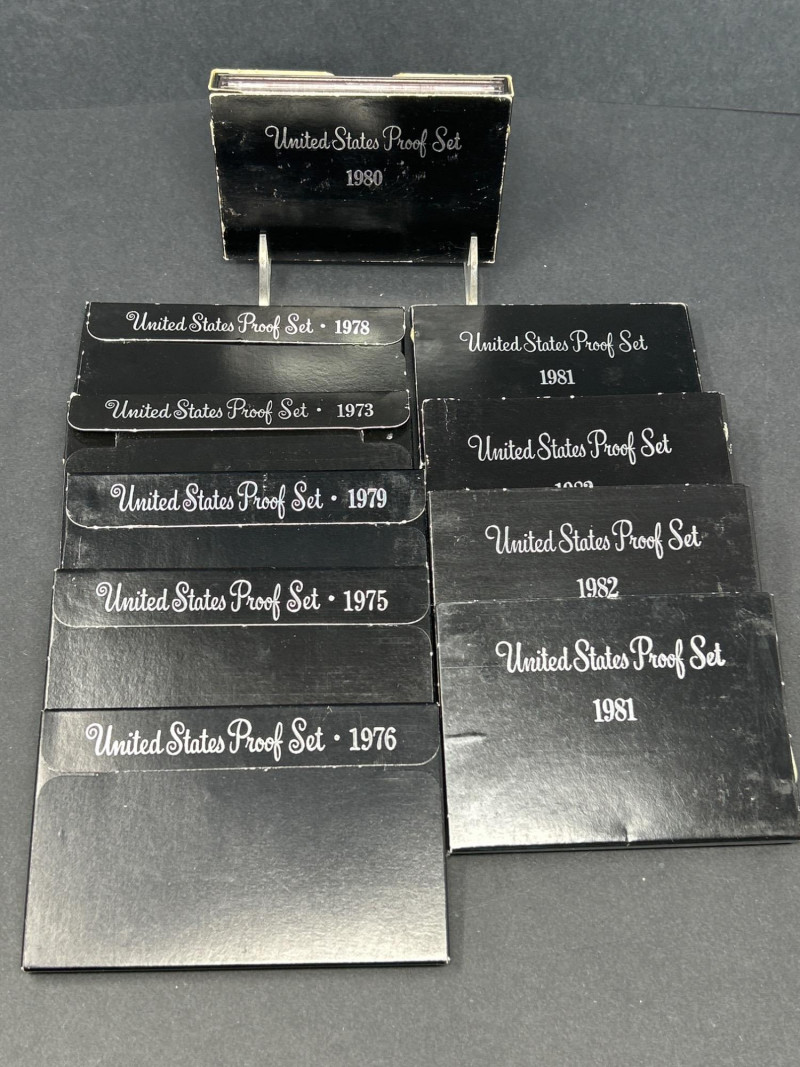 United States Proof Set
1980
United States Proof Set • 1978
United States Proof Set • 1973
United States Proof Set • 1979
United States Proof Set • 1975
United States Proof Set • 1976
United States Proof Set
1981
United States Proof Set
United States Proof Set
1982
United States Proof Set
1981